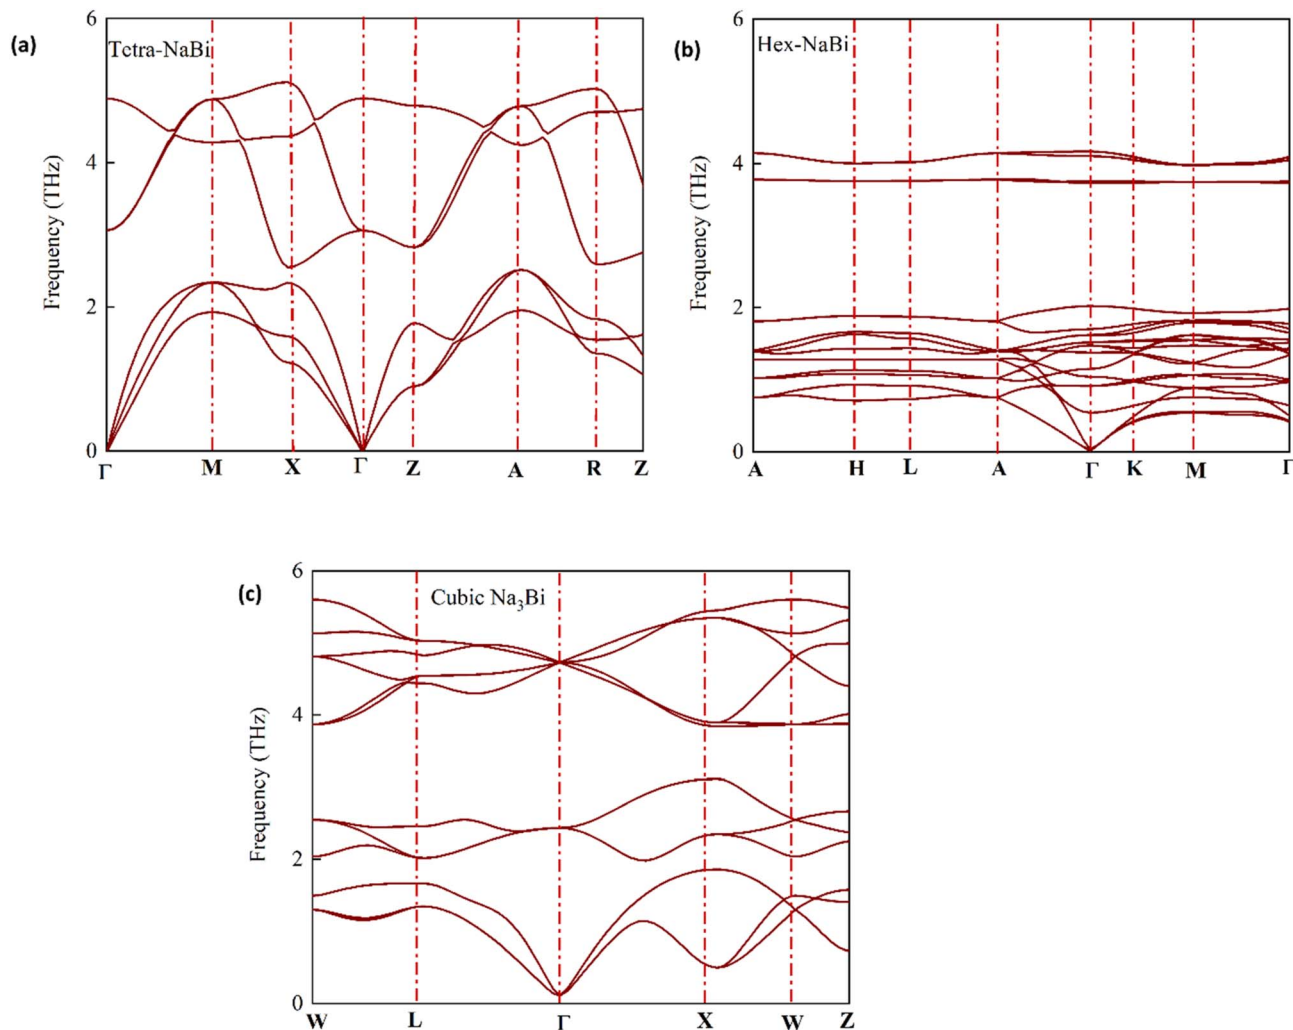 (a)
Tetra-NaBi
6
4
2
0
Frequency (THz)
Γ M X Γ Z A R Z
(b)
Hex-NaBi
6
4
2
0
Frequency (THz)
A H L A Γ K M Γ
(c)
Cubic Na₃Bi
6
4
2
0
Frequency (THz)
W L Γ X W Z